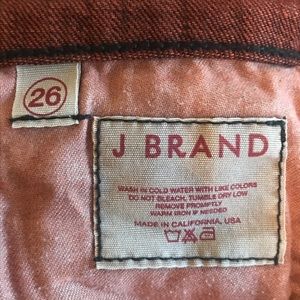 26
J BRAND
WASH IN COLD WATER WITH LIKE COLORS
DO NOT BLEACH, TUMBLE DRY LOW
REMOVE PROMPTLY
WARM IRON IF NEEDED
MADE IN CALIFORNIA, USA